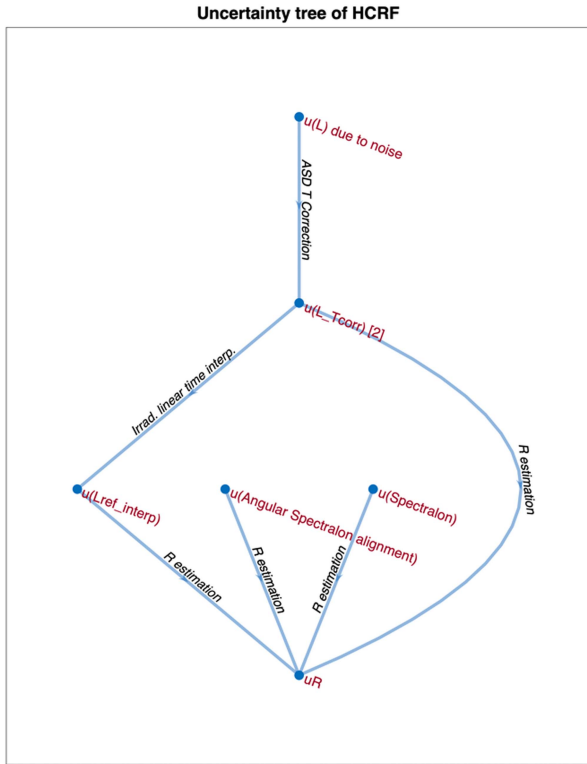 Uncertainty tree of HCRF
u(L) due to noise
ASD T Correction
u(L_Tcorr) [2]
Irrad. linear time interp.
R estimation
u(Lref_interp)
u(Angular Spectralon alignment)
u(Spectralon)
R estimation
R estimation
R estimation
uR